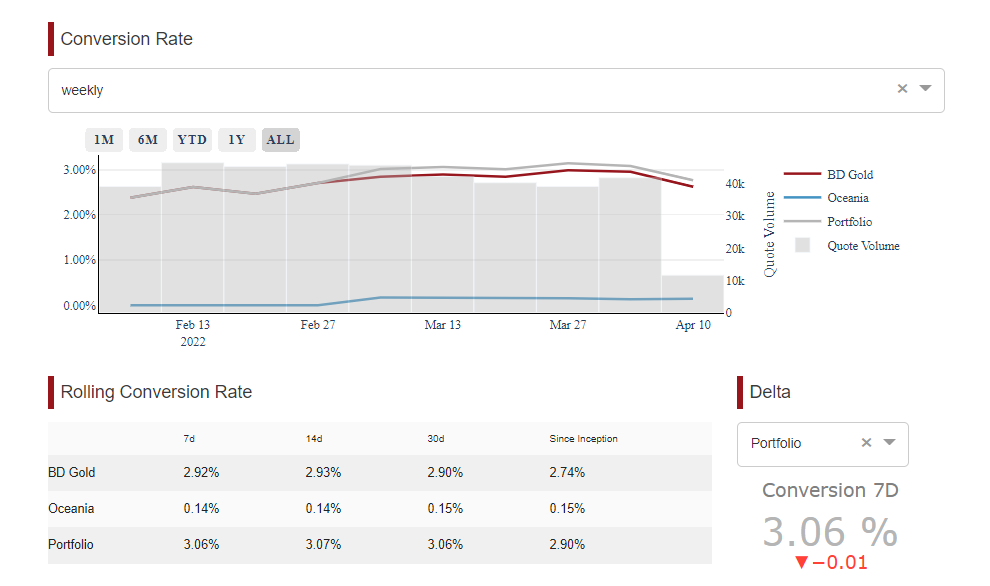 Conversion Rate
weekly
1M 6M YTD 1Y ALL
3.00%
2.00%
1.00%
0.00%
40k
30k
20k
10k
0
Quote Volume
BD Gold
Oceania
Portfolio
Quote Volume
Feb 13 Feb 27 Mar 13 Mar 27 Apr 10
2022
Rolling Conversion Rate
7d 14d 30d Since Inception
BD Gold 2.92% 2.93% 2.90% 2.74%
Oceania 0.14% 0.14% 0.15% 0.15%
Portfolio 3.06% 3.07% 3.06% 2.90%
Delta
Portfolio
Conversion 7D
3.06 %
▼−0.01